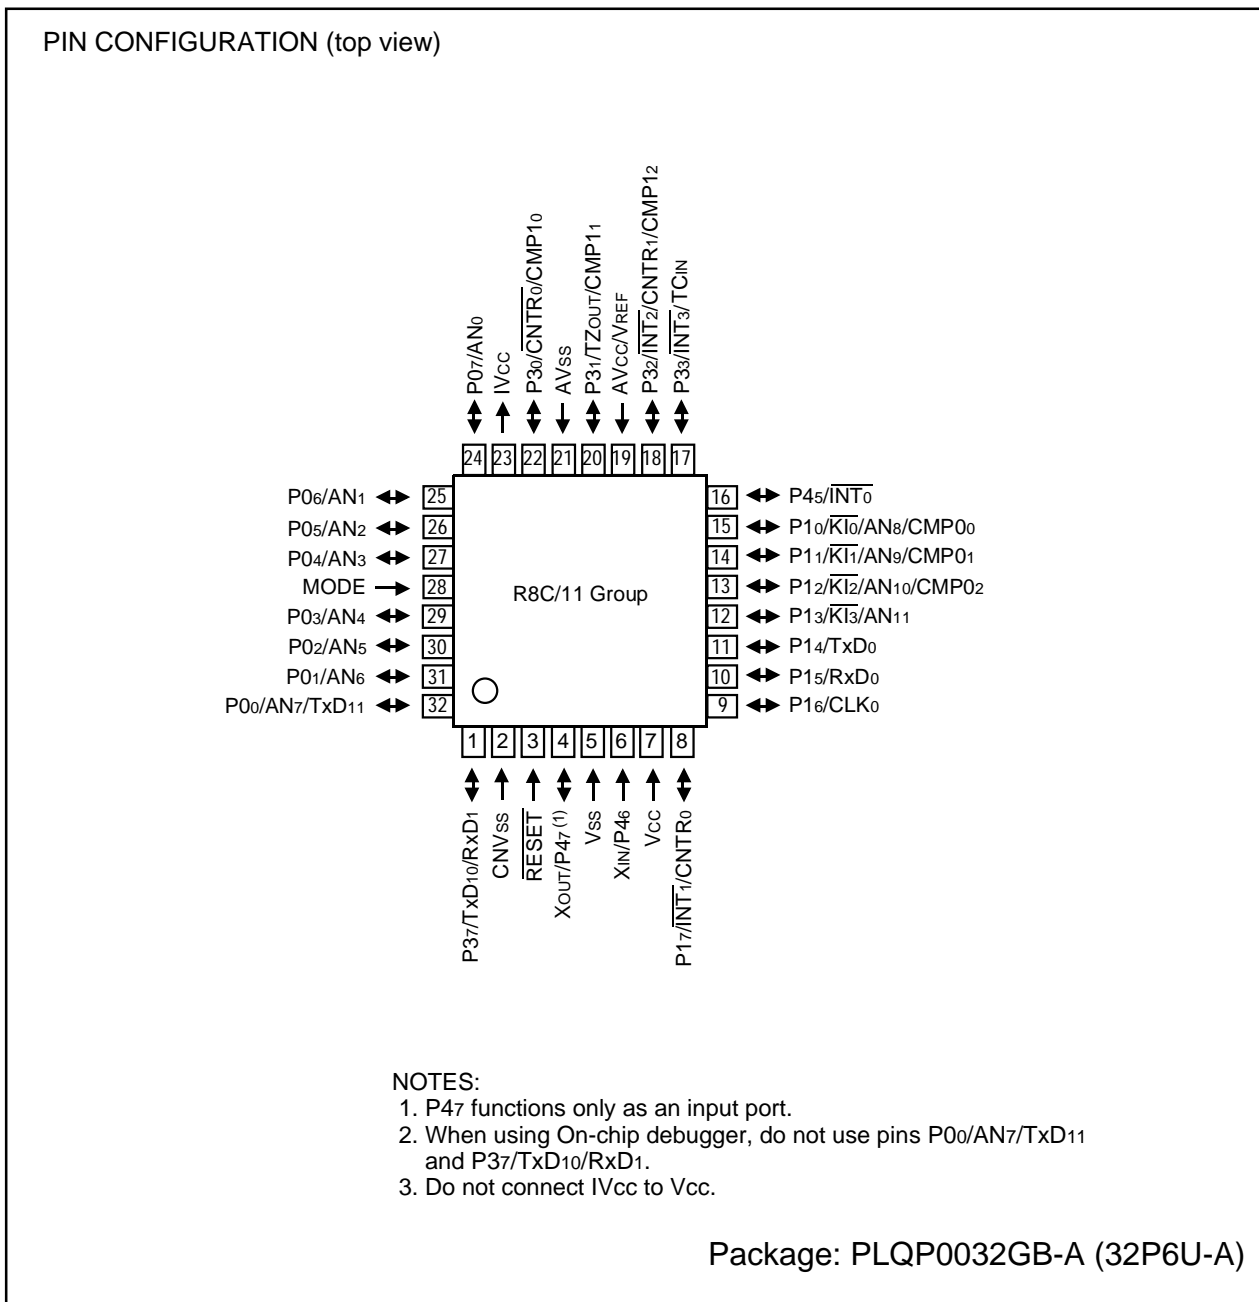 PIN CONFIGURATION (top view)
P07/AN0
IVcc
P30/CNTR0/CMP10
AVss
P31/TZOUT/CMP11
AVcc/VREF
P32/INT2/CNTR1/CMP12
P33/INT3/TCIN
24 23 22 21 20 19 18 17
P06/AN1 25
P05/AN2 26
P04/AN3 27
MODE 28
P03/AN4 29
P02/AN5 30
P01/AN6 31
P00/AN7/TxD11 32
R8C/11 Group
16 P45/INT0
15 P10/KI0/AN8/CMP00
14 P11/KI1/AN9/CMP01
13 P12/KI2/AN10/CMP02
12 P13/KI3/AN11
11 P14/TxD0
10 P15/RxD0
9 P16/CLK0
1 2 3 4 5 6 7 8
P37/TxD10/RxD1
CNVss
RESET
XOUT/P47 (1)
Vss
XIN/P46
Vcc
P17/INT1/CNTR0
NOTES:
1. P47 functions only as an input port.
2. When using On-chip debugger, do not use pins P00/AN7/TxD11
and P37/TxD10/RxD1.
3. Do not connect IVcc to Vcc.
Package: PLQP0032GB-A (32P6U-A)